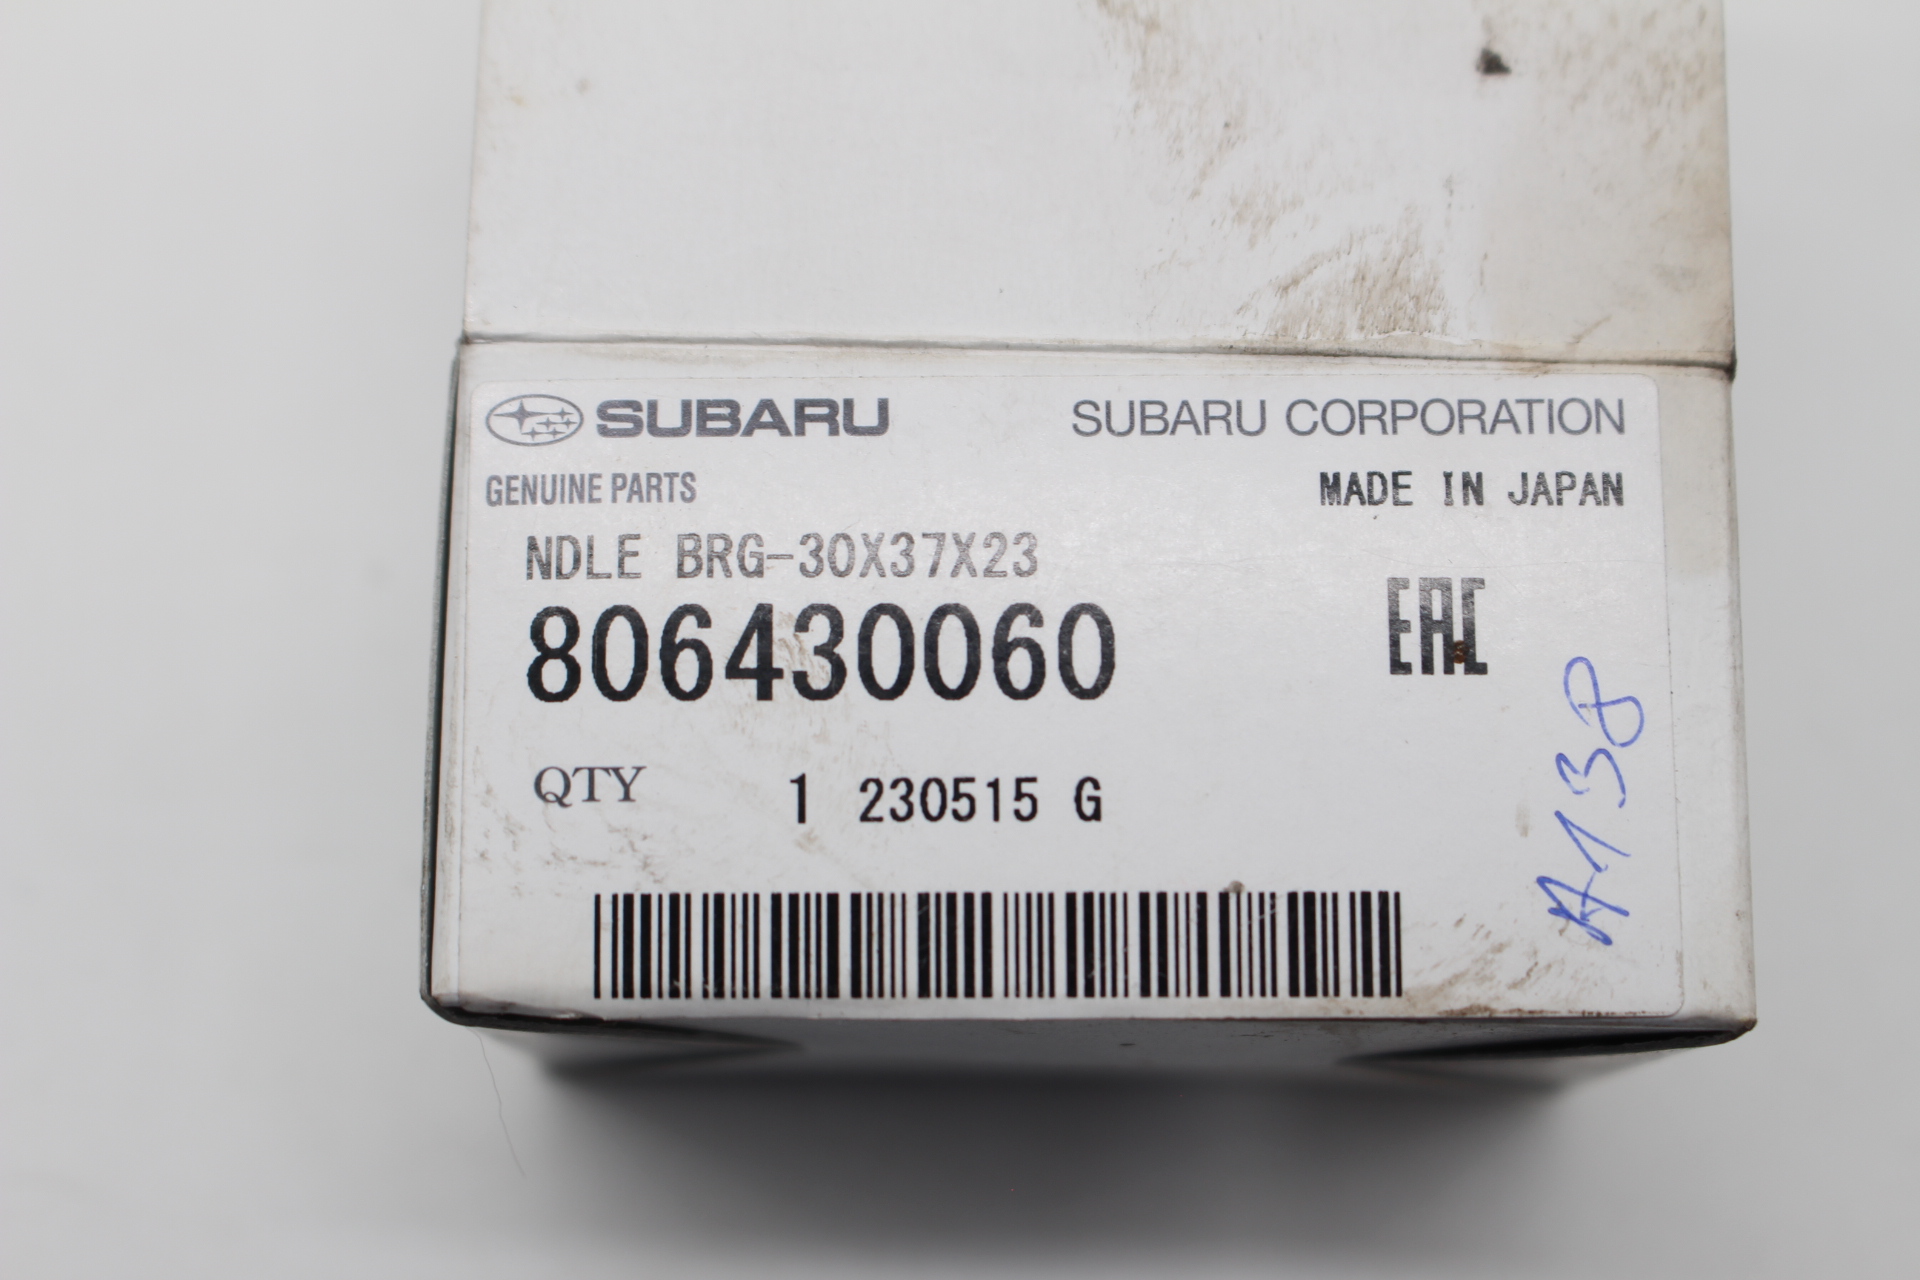 SUBARU SUBARU CORPORATION
GENUINE PARTS MADE IN JAPAN
NDLE BRG-30X37X23
806430060
EAC
QTY 1 230515 G
A138